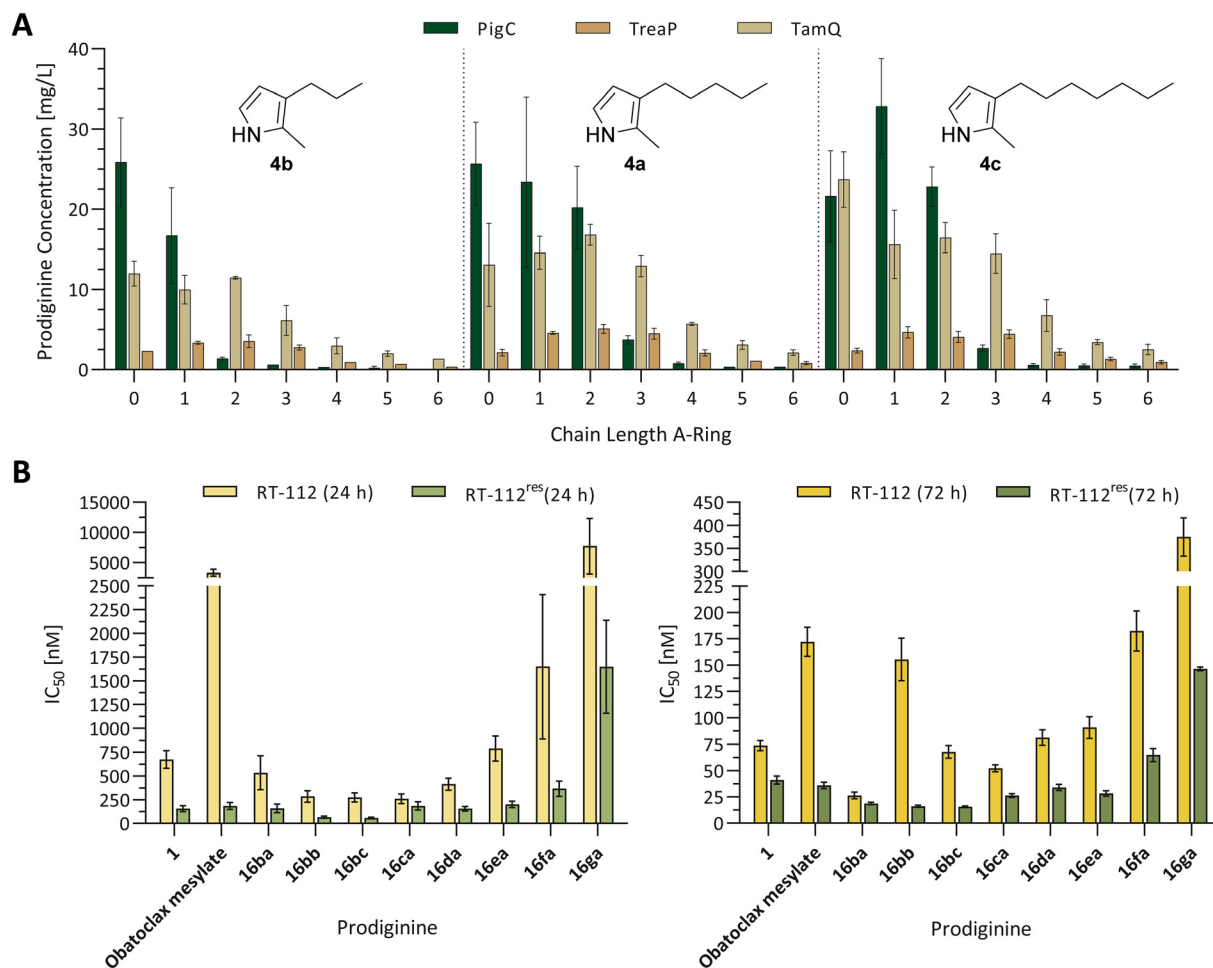 A
PigC TreaP TamQ
Prodiginine Concentration [mg/L]
40
30
20
10
0
HN
4b
HN
4a
HN
4c
0 1 2 3 4 5 6 0 1 2 3 4 5 6 0 1 2 3 4 5 6
Chain Length A-Ring
B
RT-112 (24 h) RT-112res(24 h)
IC50 [nM]
15000
12500
10000
7500
5000
2500
2250
2000
1750
1500
1250
1000
750
500
250
0
1 Obatoclax mesylate 16ba 16bb 16bc 16ca 16da 16ea 16fa 16ga
Prodiginine
RT-112 (72 h) RT-112res(72 h)
IC50 [nM]
450
400
350
300
200
175
150
125
100
75
50
25
0
1 Obatoclax mesylate 16ba 16bb 16bc 16ca 16da 16ea 16fa 16ga
Prodiginine